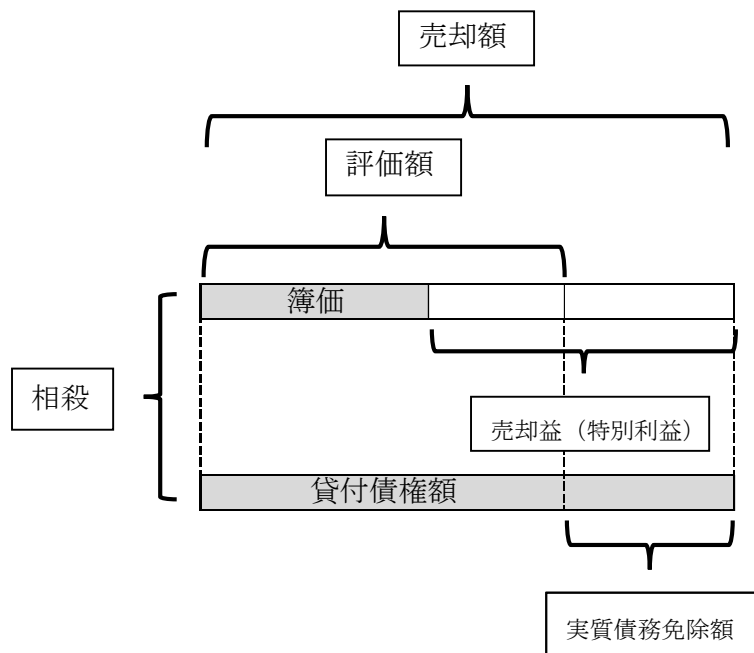 売却額
評価額
簿価
相殺
売却益（特別利益）
貸付債権額
実質債務免除額